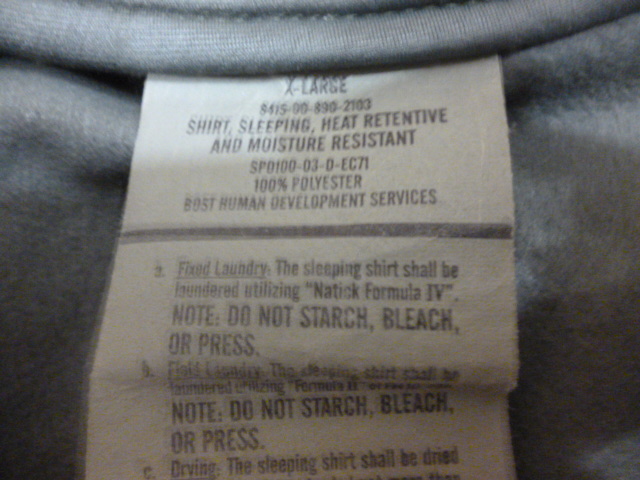 X-LARGE
8415-00-890-2103
SHIRT, SLEEPING, HEAT RETENTIVE
AND MOISTURE RESISTANT
SP0100-03-D-EC71
100% POLYESTER
BOST HUMAN DEVELOPMENT SERVICES
a. Fixed Laundry: The sleeping shirt shall be
laundered utilizing "Natick Formula IV".
NOTE: DO NOT STARCH, BLEACH,
OR PRESS.
b. Field Laundry: The sleeping shirt shall be
laundered utilizing "Formula II"
NOTE: DO NOT STARCH, BLEACH,
OR PRESS.
c. Drying: The sleeping shirt shall be dried